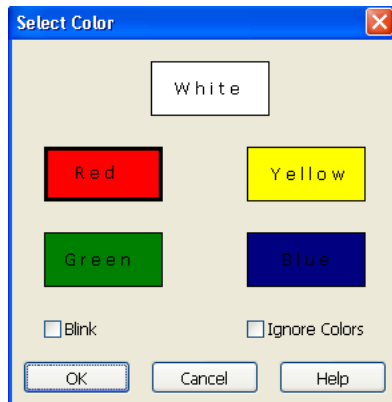 Select Color
White
Red Yellow
Green Blue
Blink Ignore Colors
OK Cancel Help